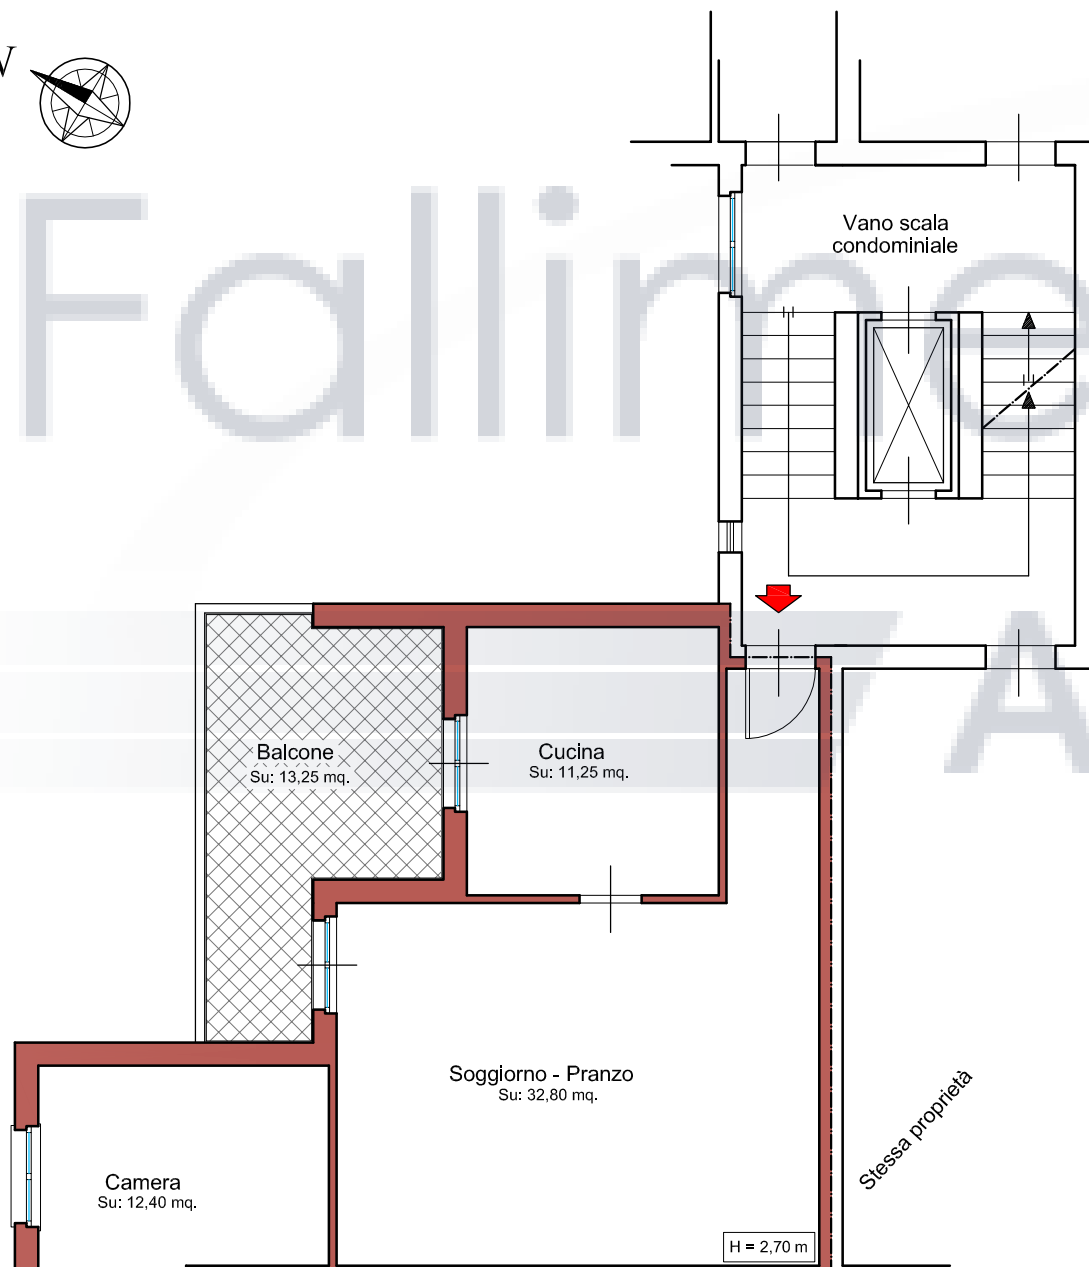 N
Fallime
A
Vano scala
condominiale
Balcone
Su: 13,25 mq.
Cucina
Su: 11,25 mq.
Soggiorno - Pranzo
Su: 32,80 mq.
Camera
Su: 12,40 mq.
Stessa proprietà
H = 2,70 m